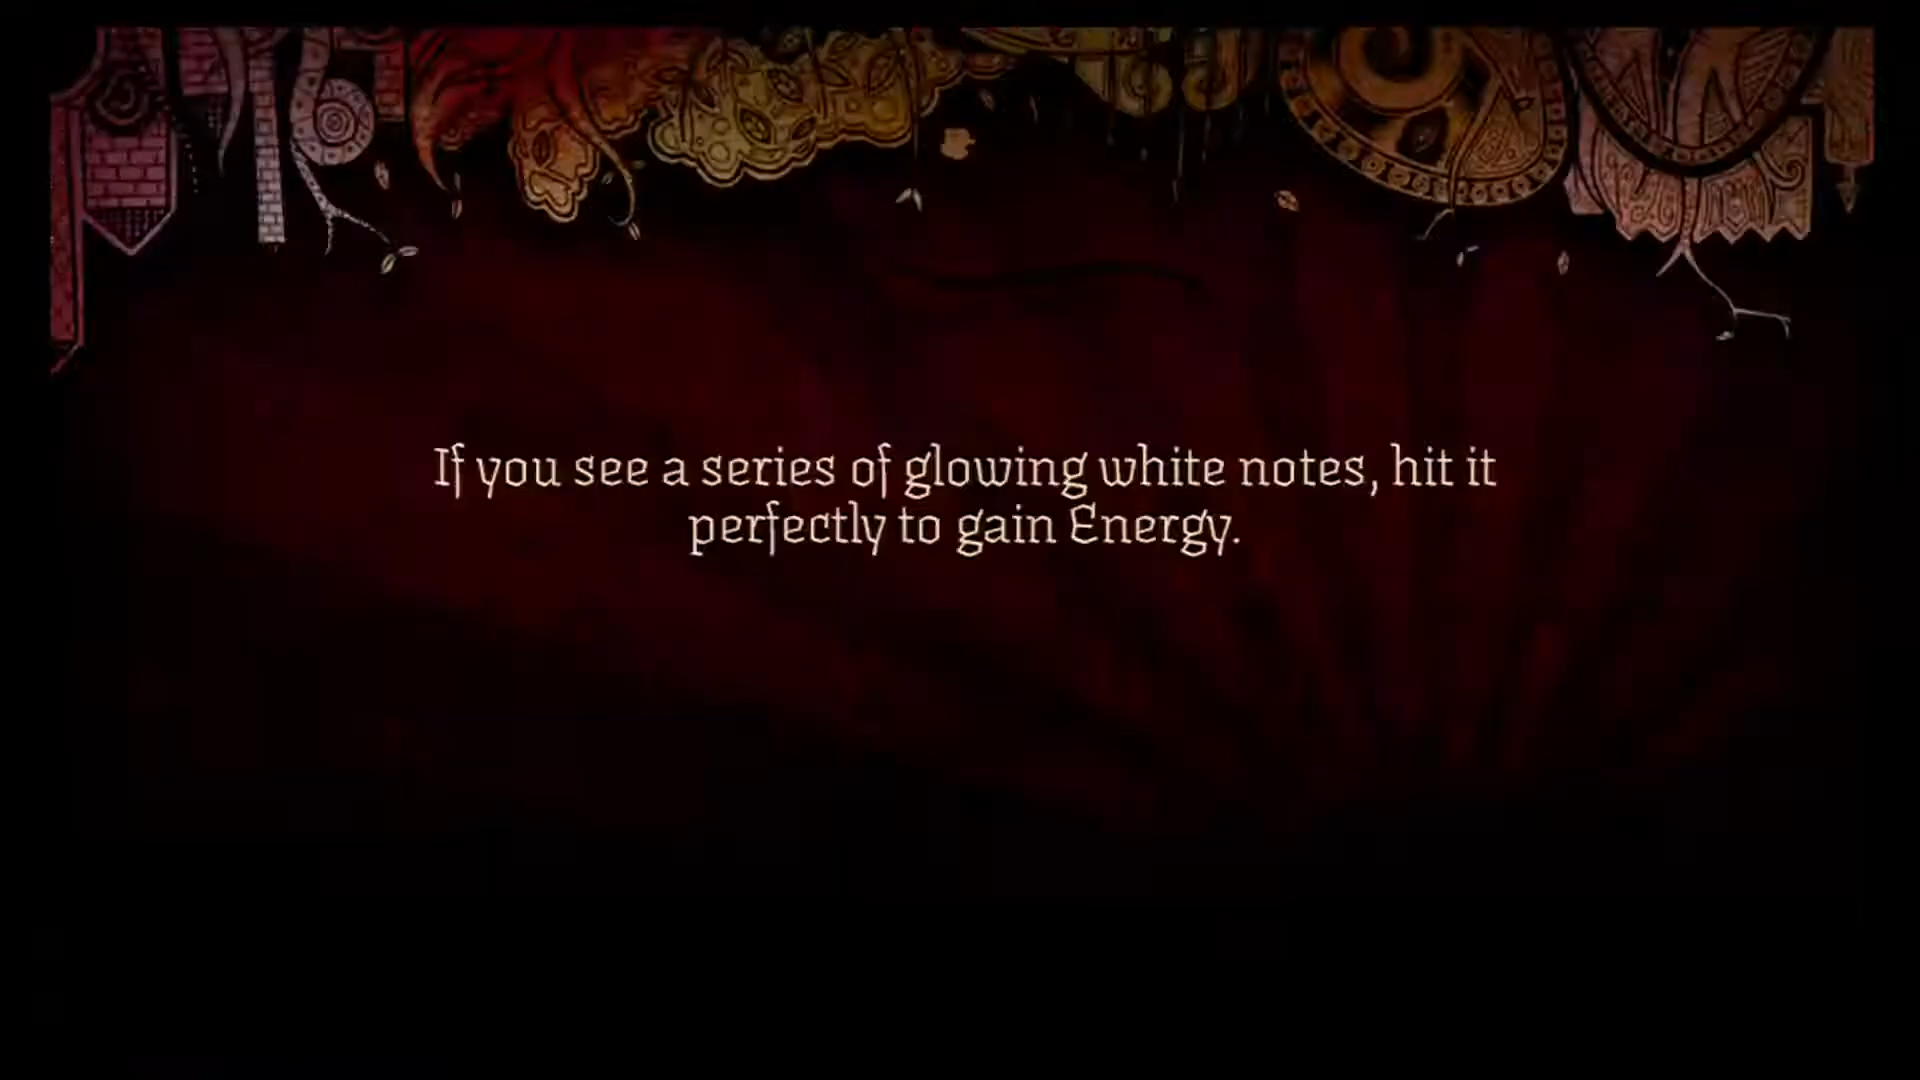 If you see a series of glowing white notes, hit it
perfectly to gain Energy.